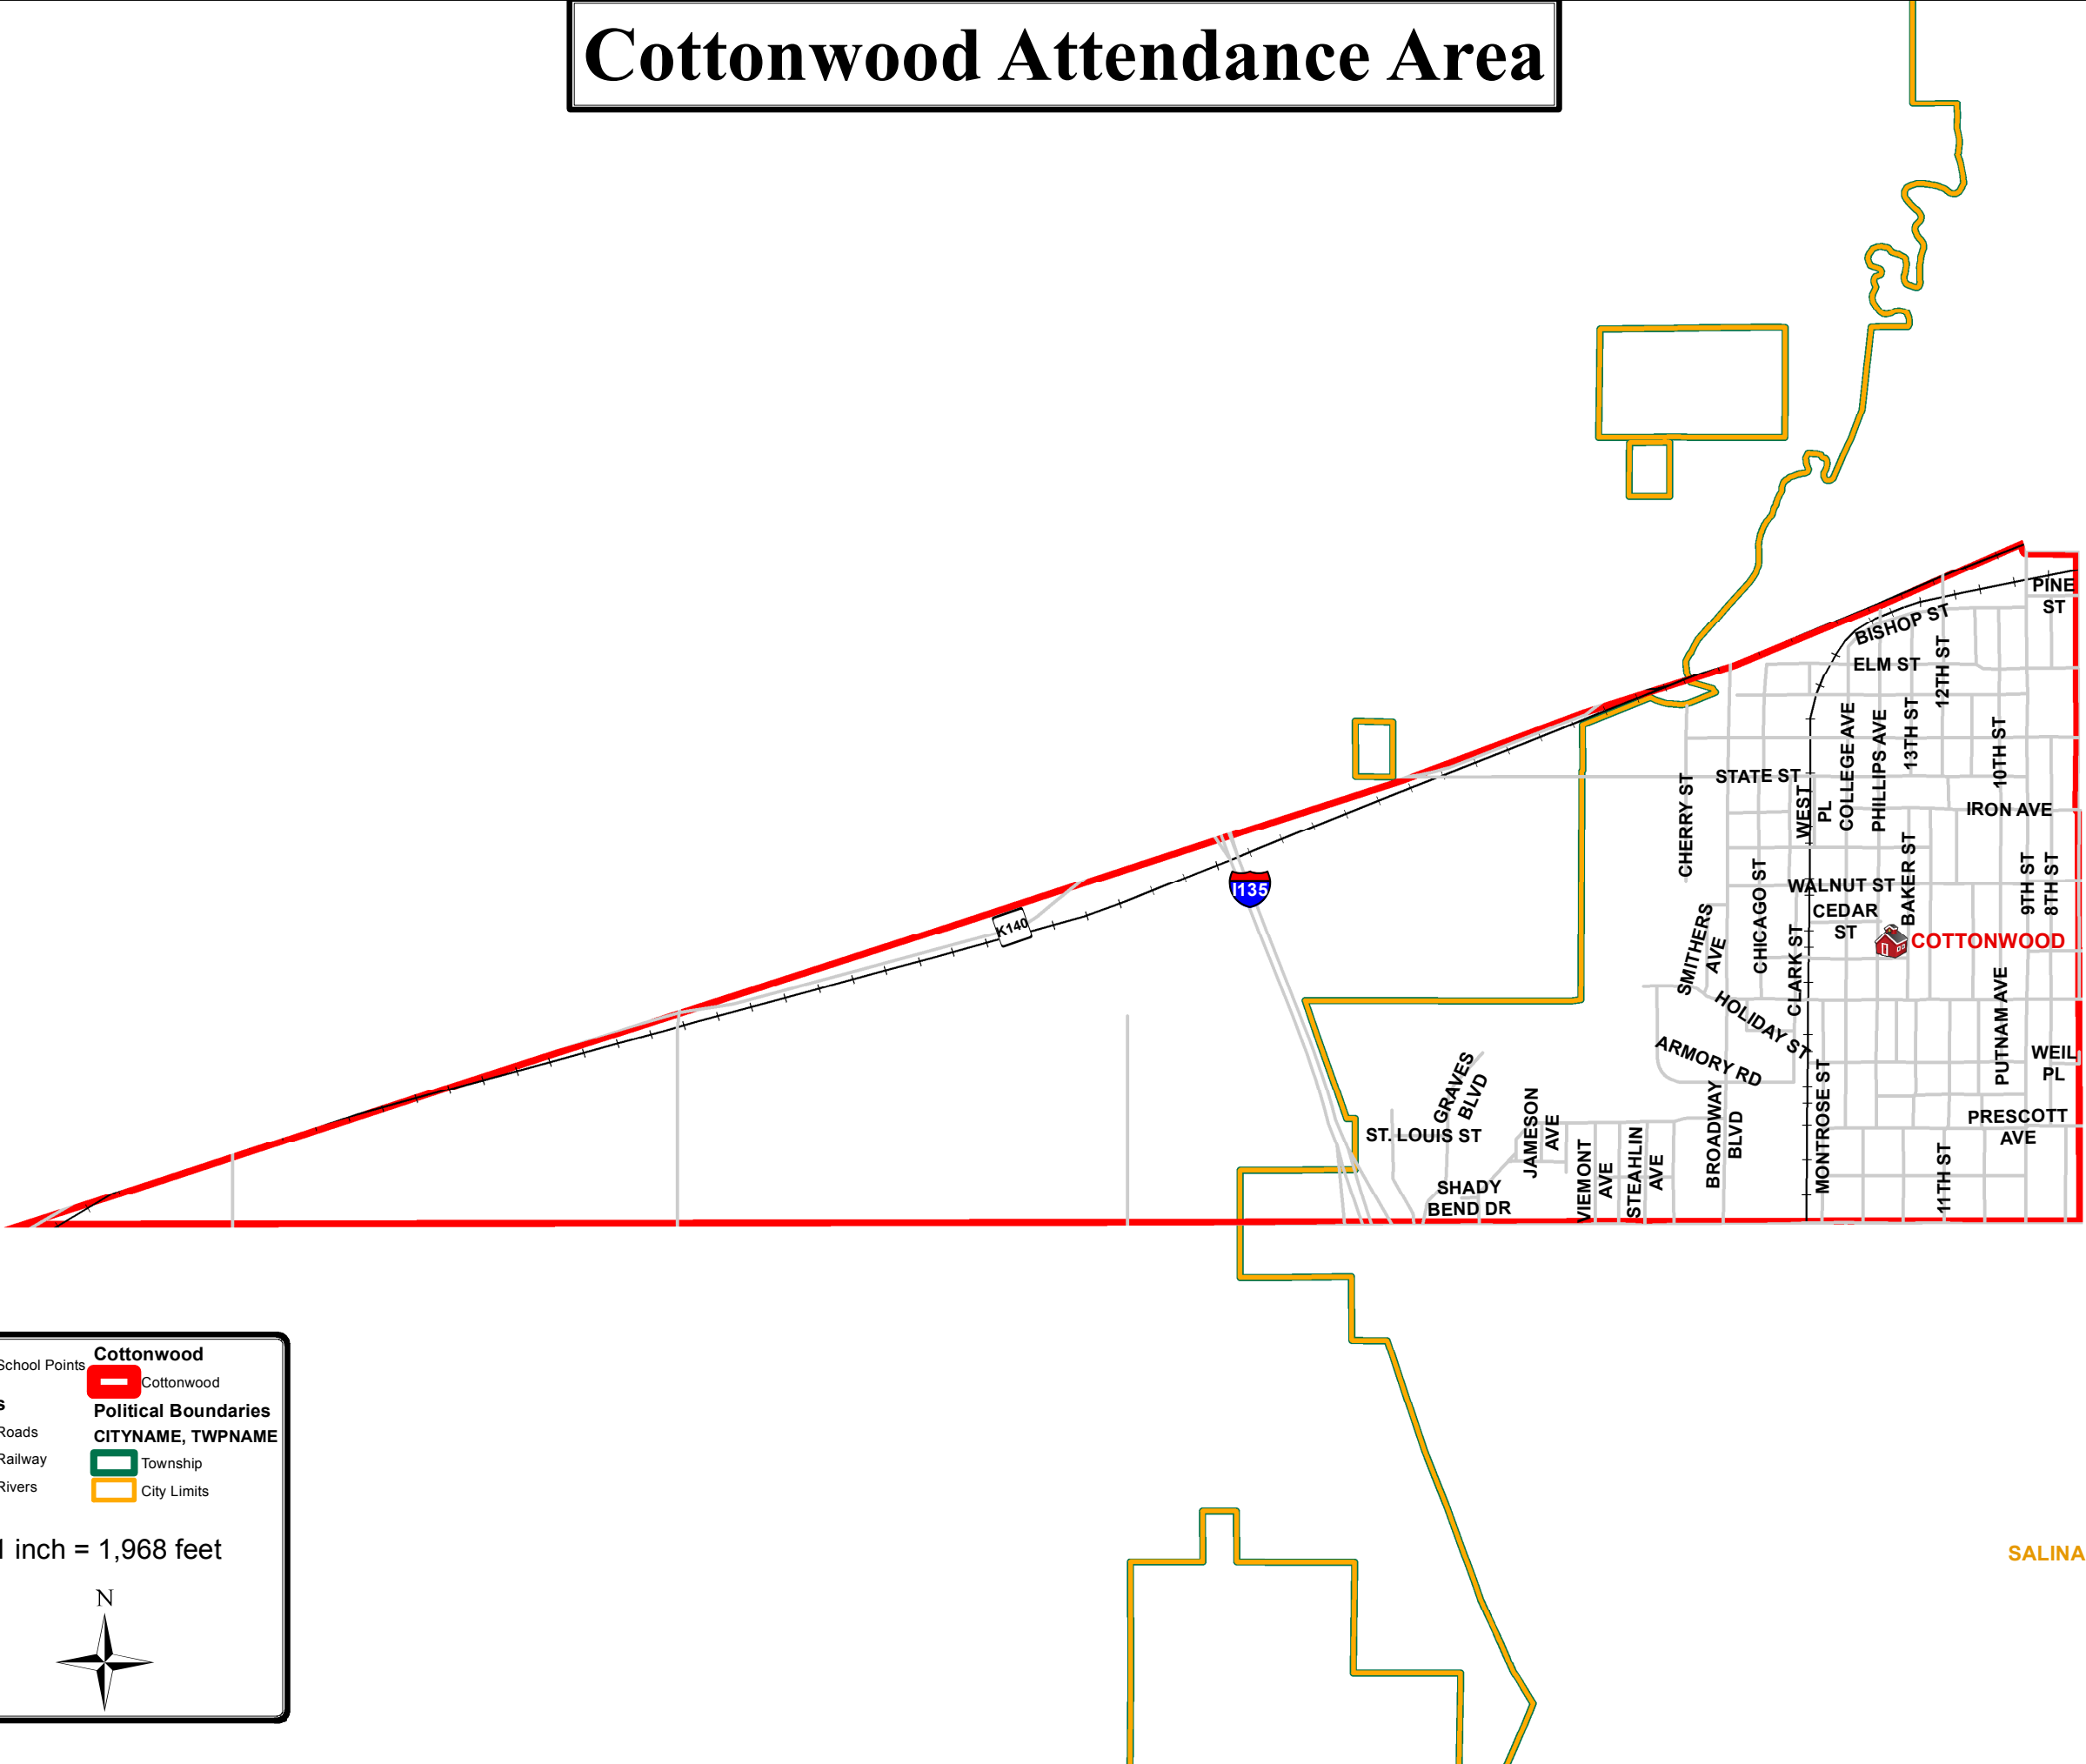 Cottonwood Attendance Area
PINE
ST
BISHOP ST
ELM ST
12TH ST
13TH ST
COLLEGE AVE
PHILLIPS AVE
10TH ST
STATE ST
CHERRY ST
WEST
PL
IRON AVE
BAKER ST
9TH ST
8TH ST
I135
K140
WALNUT ST
CEDAR
ST
CHICAGO ST
SMITHERS
AVE
CLARK ST
COTTONWOOD
HOLIDAY ST
PUTNAM AVE
ARMORY RD
WEIL
PL
GRAVES
BLVD
ST. LOUIS ST
JAMESON
AVE
BROADWAY
BLVD
MONTROSE ST
PRESCOTT
AVE
VIEMONT
AVE
STEAHLIN
AVE
11TH ST
SHADY
BEND DR
School Points
s
Roads
Railway
Rivers
Cottonwood
Cottonwood
Political Boundaries
CITYNAME, TWPNAME
Township
City Limits
1 inch = 1,968 feet
N
SALINA